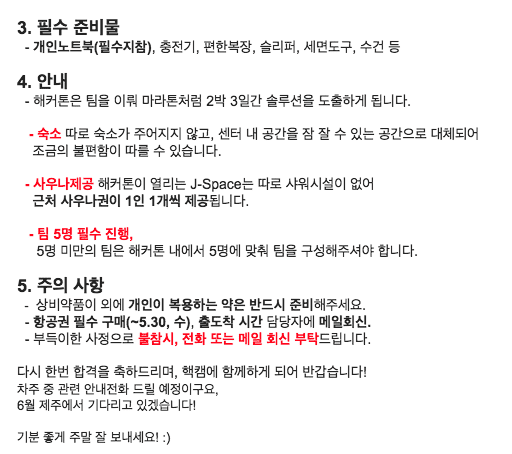 3. 필수 준비물
- 개인노트북(필수지참), 충전기, 편한복장, 슬리퍼, 세면도구, 수건 등
4. 안내
- 해커톤은 팀을 이뤄 마라톤처럼 2박 3일간 솔루션을 도출하게 됩니다.
- 숙소 따로 숙소가 주어지지 않고, 센터 내 공간을 잠 잘 수 있는 공간으로 대체되어
조금의 불편함이 따를 수 있습니다.
- 사우나제공 해커톤이 열리는 J-Space는 따로 샤워시설이 없어
근처 사우나권이 1인 1개씩 제공됩니다.
- 팀 5명 필수 진행,
5명 미만의 팀은 해커톤 내에서 5명에 맞춰 팀을 구성해주셔야 합니다.
5. 주의 사항
- 상비약품이 외에 개인이 복용하는 약은 반드시 준비해주세요.
- 항공권 필수 구매(~5.30, 수), 출도착 시간 담당자에 메일회신.
- 부득이한 사정으로 불참시, 전화 또는 메일 회신 부탁드립니다.
다시 한번 합격을 축하드리며, 핵캠에 함께하게 되어 반갑습니다!
차주 중 관련 안내전화 드릴 예정이구요,
6월 제주에서 기다리고 있겠습니다!
기분 좋게 주말 잘 보내세요! :)